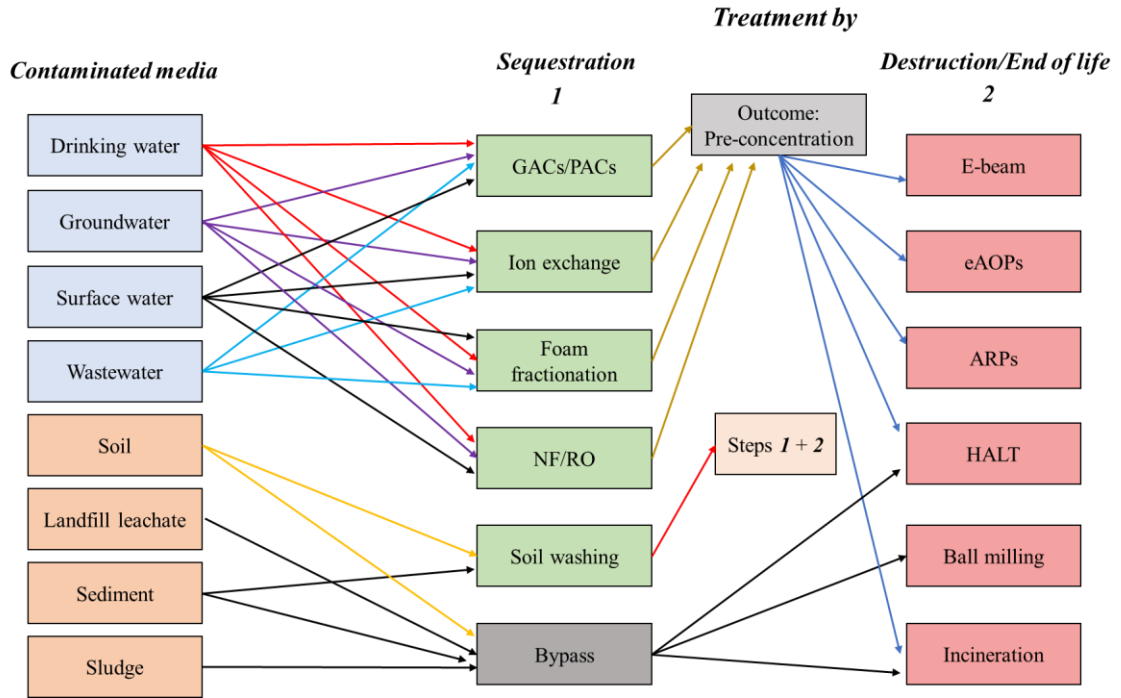 Treatment by
Contaminated media
Sequestration
1
Destruction/End of life
2
Drinking water
Groundwater
Surface water
Wastewater
Soil
Landfill leachate
Sediment
Sludge
GACs/PACs
Ion exchange
Foam
fractionation
NF/RO
Soil washing
Bypass
Outcome:
Pre-concentration
Steps 1 + 2
E-beam
eAOPs
ARPs
HALT
Ball milling
Incineration